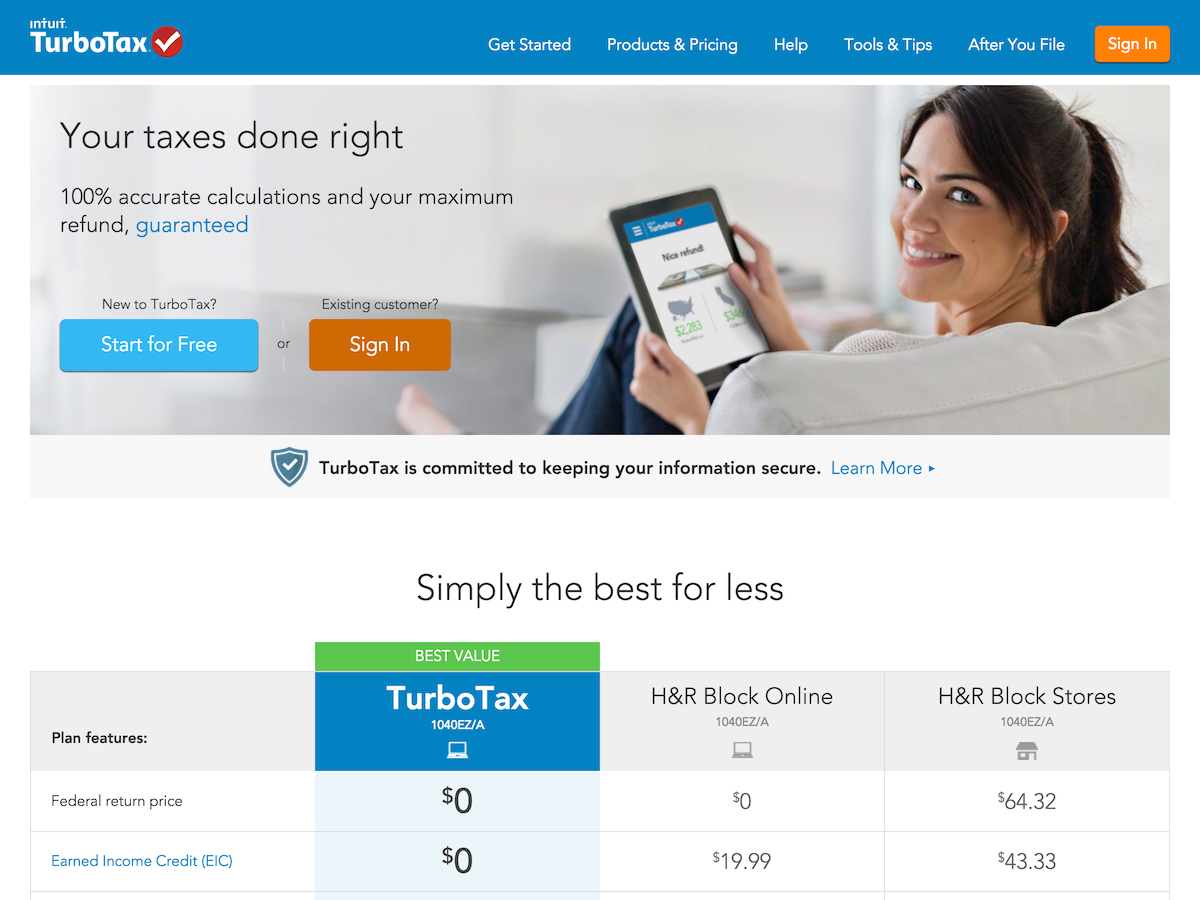 intuit.
TurboTax
Get Started
Products & Pricing
Help
Tools & Tips
After You File
Sign In
Your taxes done right
100% accurate calculations and your maximum
refund, guaranteed
New to TurboTax?
Start for Free
or
Existing customer?
Sign In
TurboTax
Nice refund!
$2,283
$346
TurboTax is committed to keeping your information secure. Learn More ▸
Simply the best for less
BEST VALUE
Plan features:
TurboTax
1040EZ/A
H&R Block Online
1040EZ/A
H&R Block Stores
1040EZ/A
Federal return price
$0
$0
$64.32
Earned Income Credit (EIC)
$0
$19.99
$43.33